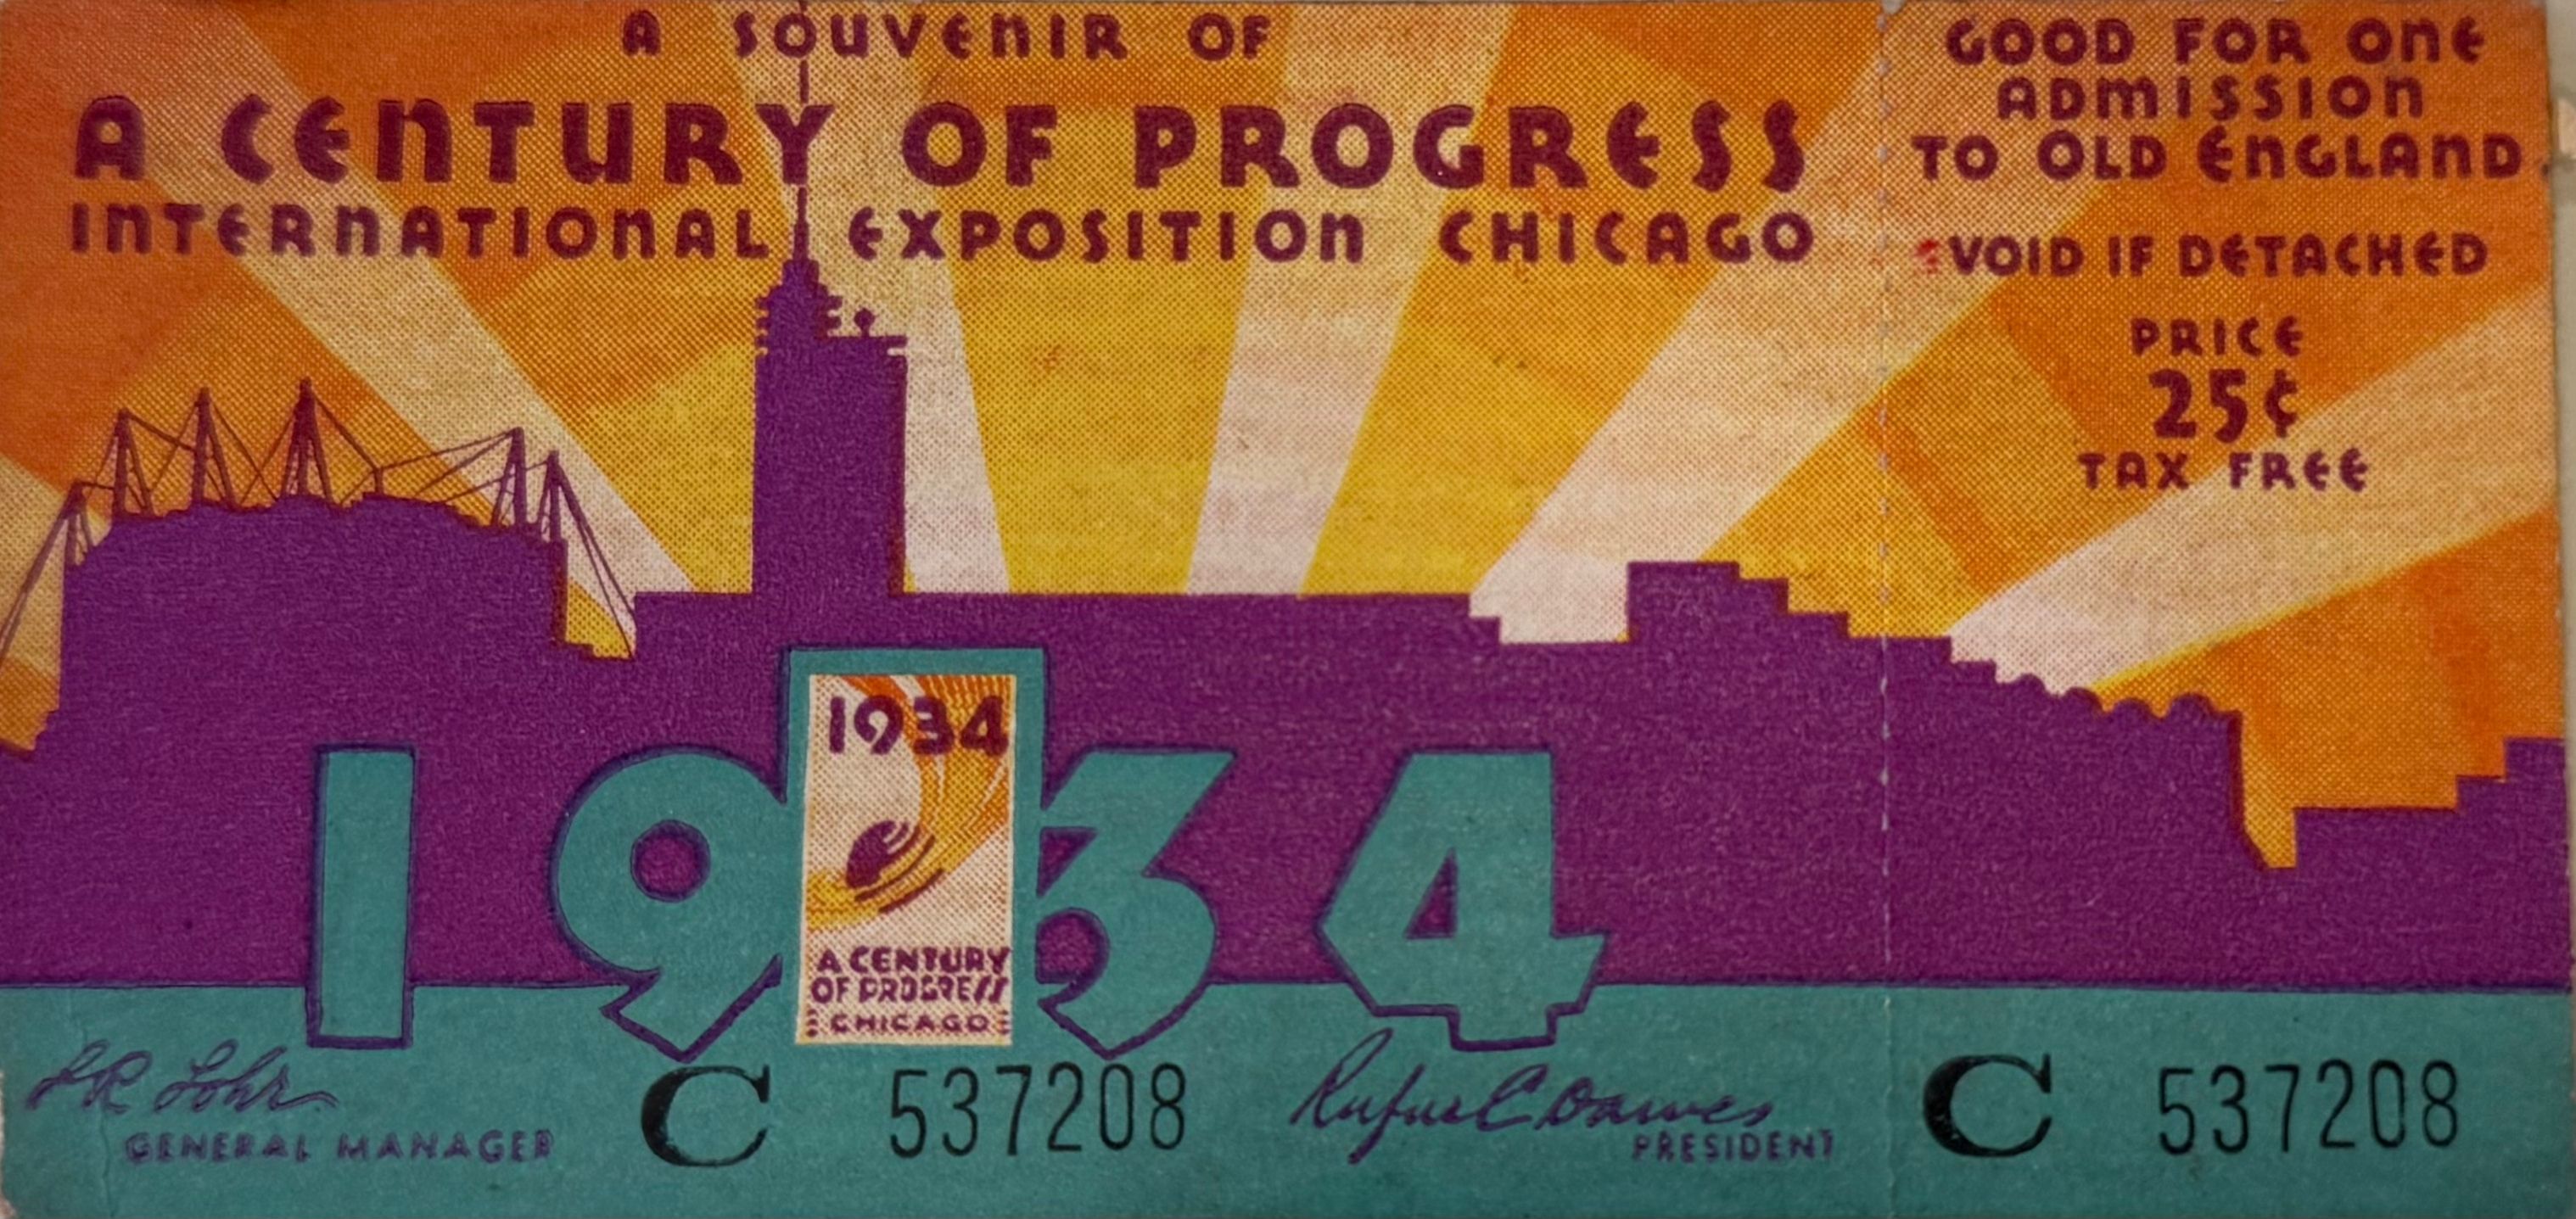 A SOUVENIR OF
A CENTURY OF PROGRESS
INTERNATIONAL EXPOSITION CHICAGO
1934
1934
A CENTURY
OF PROGRESS
CHICAGO
L R Lohr
GENERAL MANAGER
C 537208
Rufus C Dawes
PRESIDENT
GOOD FOR ONE
ADMISSION
TO OLD ENGLAND
VOID IF DETACHED
PRICE
25¢
TAX FREE
C 537208